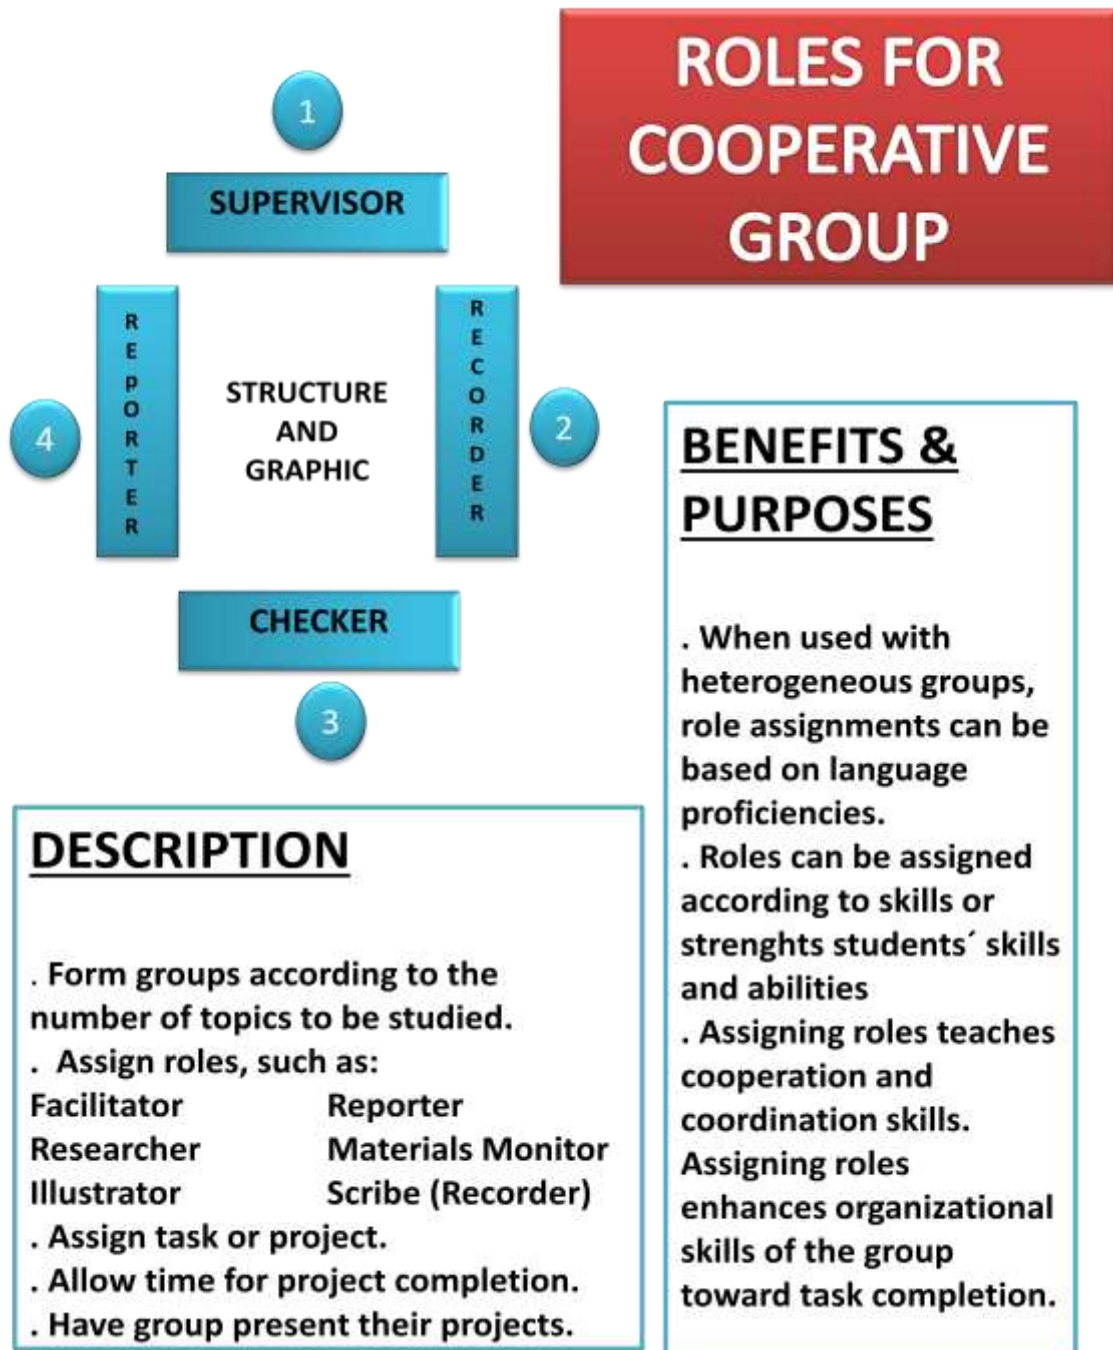 ROLES FOR
COOPERATIVE
GROUP
1
SUPERVISOR
REpORTER
RECORDER
STRUCTURE
AND
GRAPHIC
4
2
CHECKER
3
DESCRIPTION
. Form groups according to the
number of topics to be studied.
. Assign roles, such as:
Facilitator Reporter
Researcher Materials Monitor
Illustrator Scribe (Recorder)
. Assign task or project.
. Allow time for project completion.
. Have group present their projects.
BENEFITS &
PURPOSES
. When used with
heterogeneous groups,
role assignments can be
based on language
proficiencies.
. Roles can be assigned
according to skills or
strenghts students´ skills
and abilities
. Assigning roles teaches
cooperation and
coordination skills.
Assigning roles
enhances organizational
skills of the group
toward task completion.